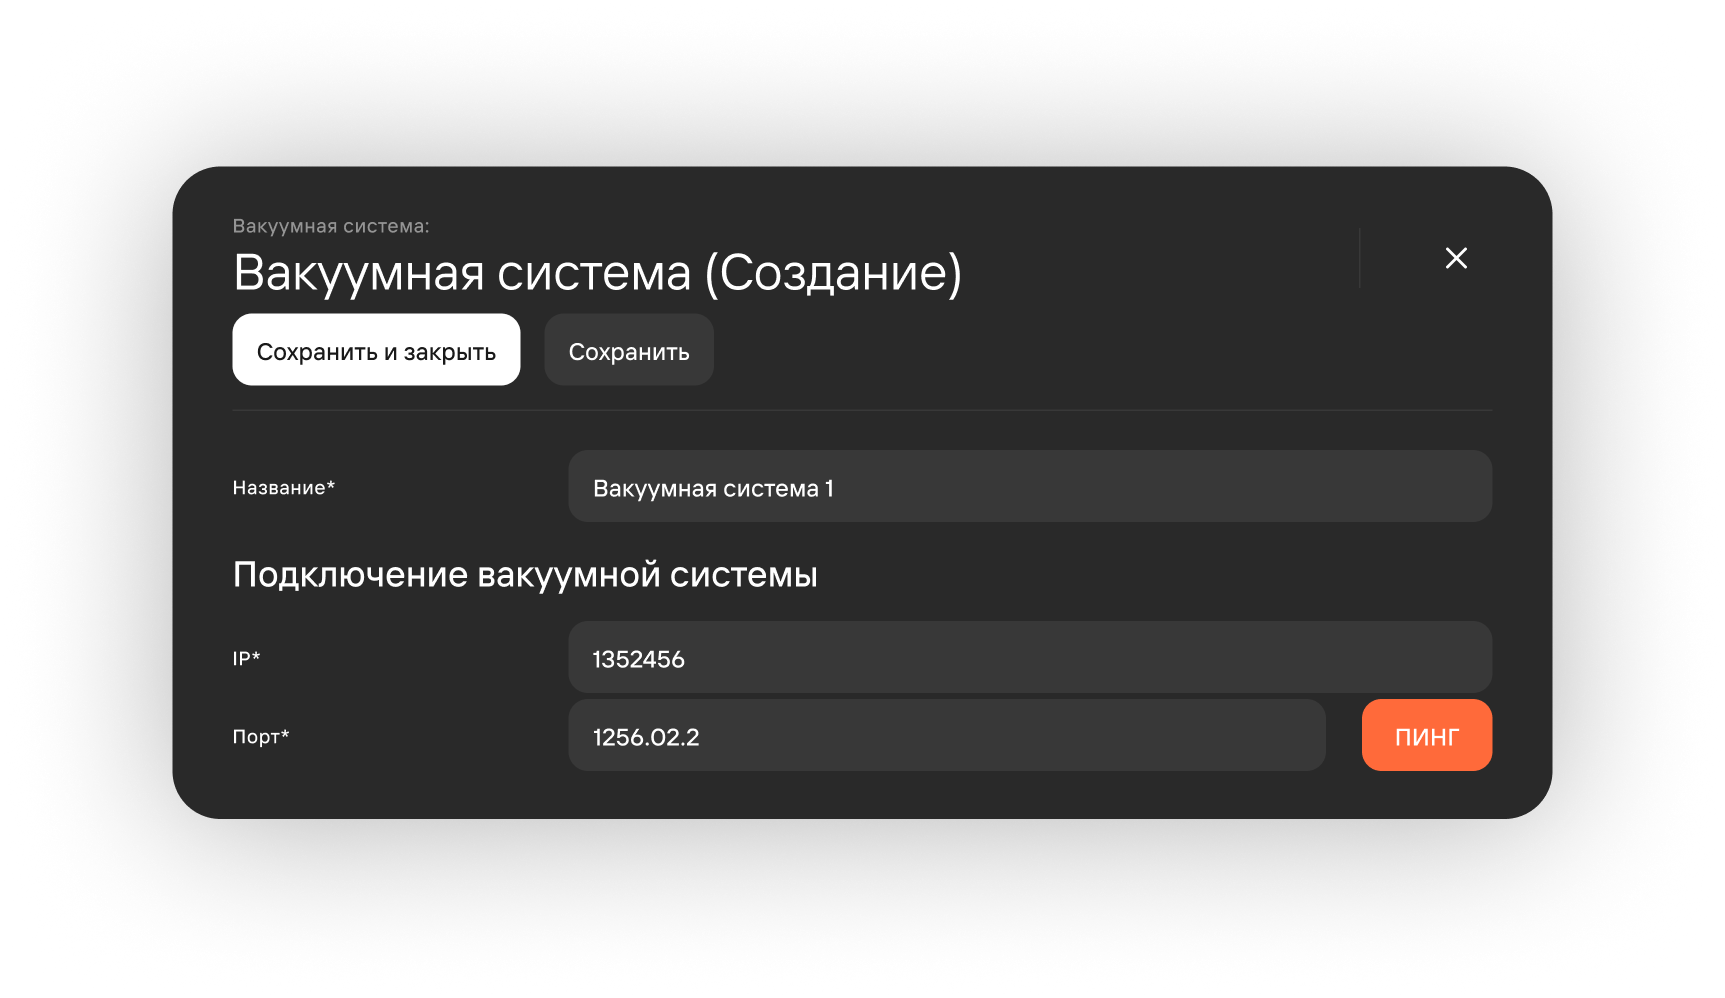 Вакуумная система:
Вакуумная система (Создание)
Сохранить и закрыть
Сохранить
Название*
Вакуумная система 1
Подключение вакуумной системы
IP*
1352456
Порт*
1256.02.2
ПИНГ